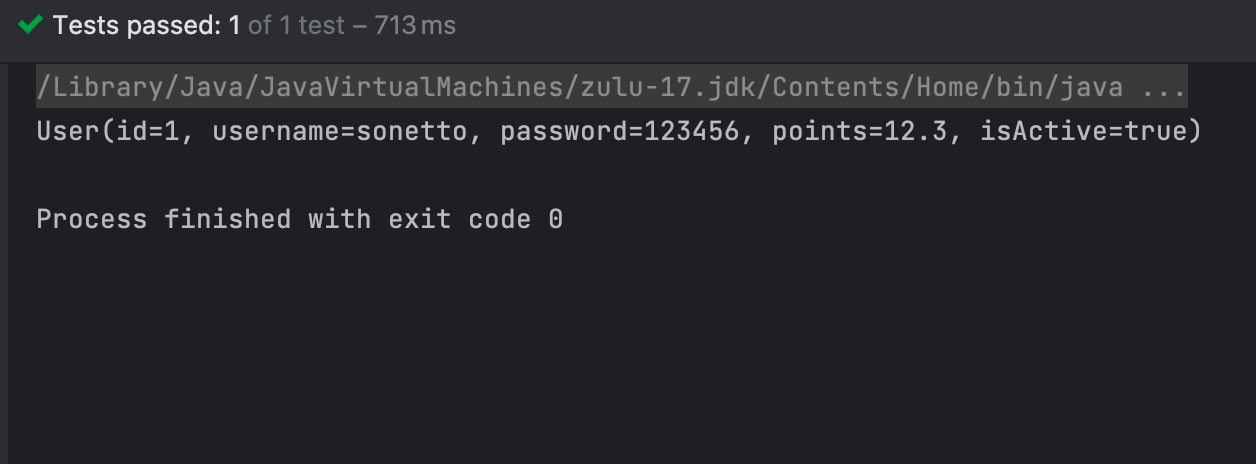 Tests passed: 1 of 1 test – 713 ms
/Library/Java/JavaVirtualMachines/zulu-17.jdk/Contents/Home/bin/java ...
User(id=1, username=sonetto, password=123456, points=12.3, isActive=true)
Process finished with exit code 0